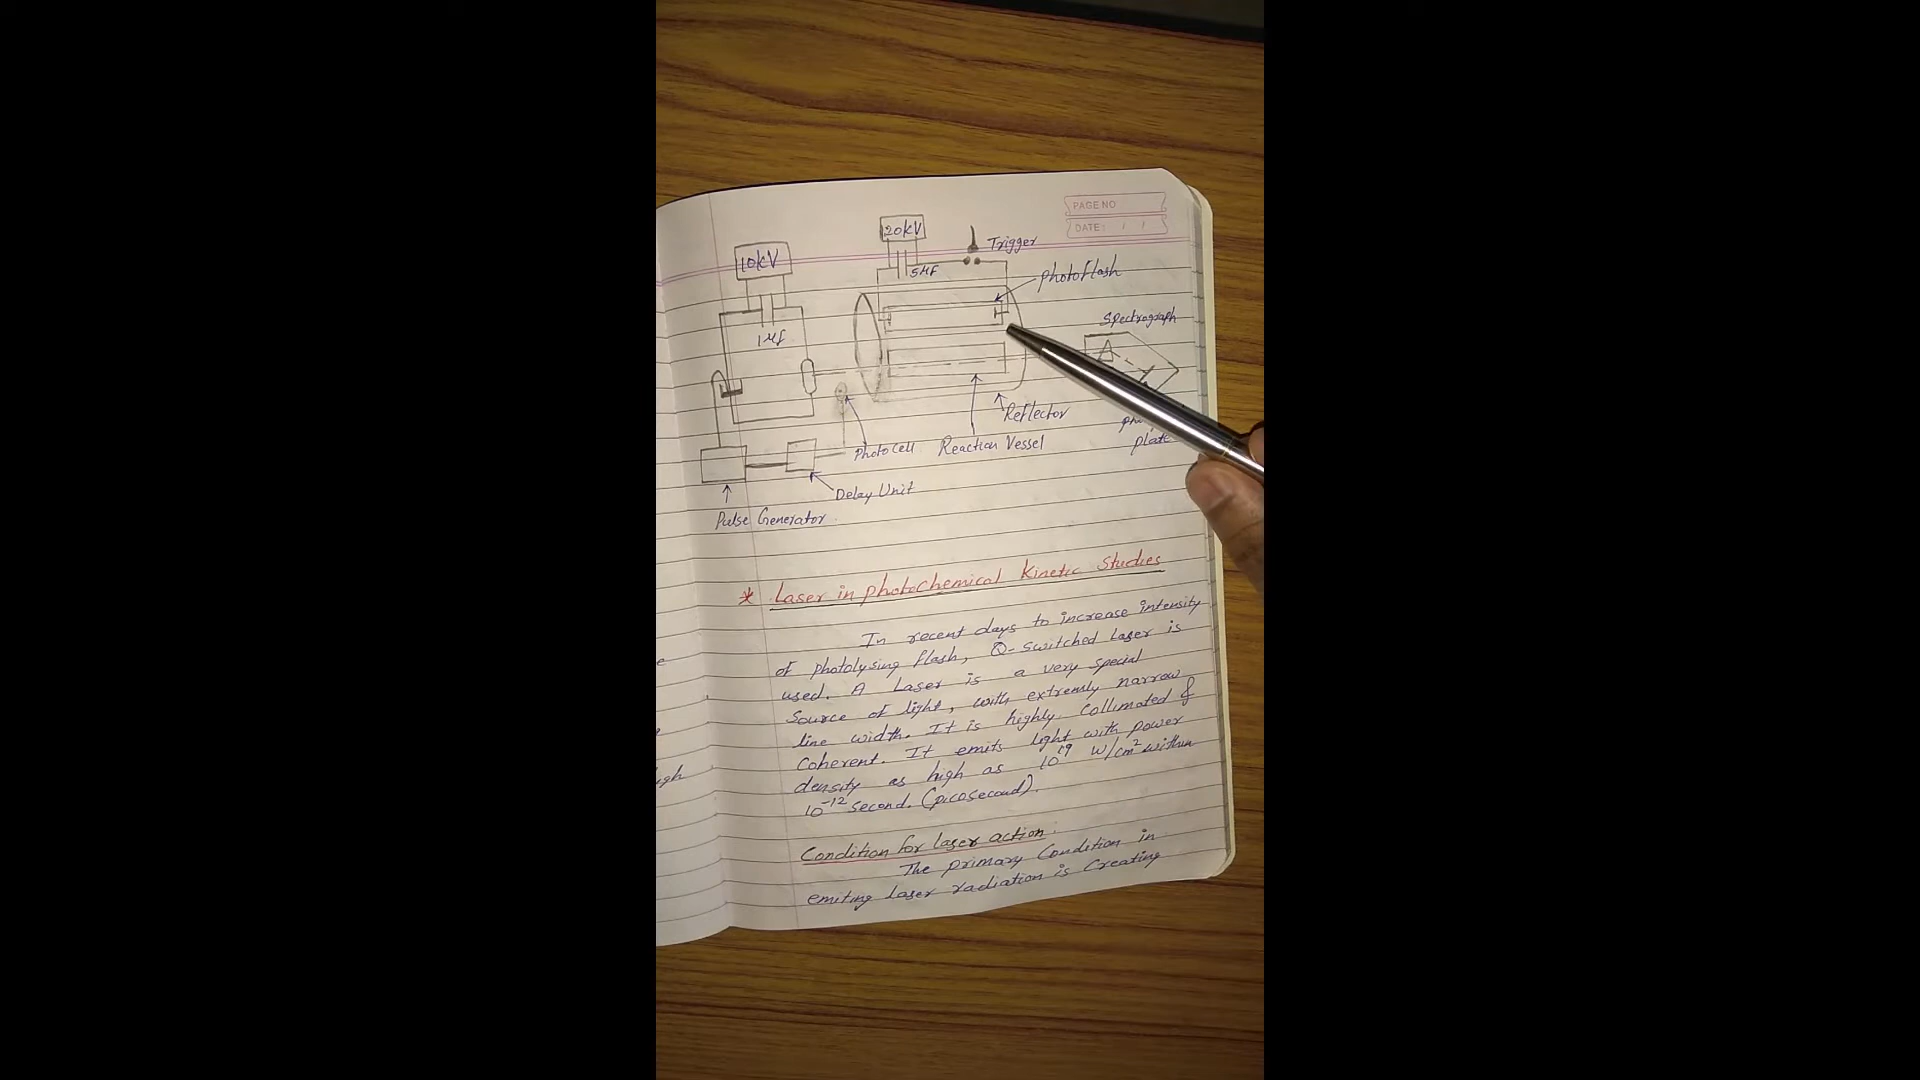 PAGE NO
DATE: / /
20kV
Trigger
10kV
5μF
photoflash
1μf
Spectrograph
Reflector
Photocell
Reaction Vessel
plate
Delay Unit
Pulse Generator
* Laser in photochemical Kinetic Studies
In recent days to increase intensity
of photolysing flash, Q-switched Laser is
used. A Laser is a very special
Source of light, with extremly narrow
line width. It is highly Collimated &
Coherent. It emits light with power
density as high as 10^19 W/cm² within
10^-12 second. (picosecond).
Condition for laser action.
The primary Condition in
emiting laser radiation is Creating